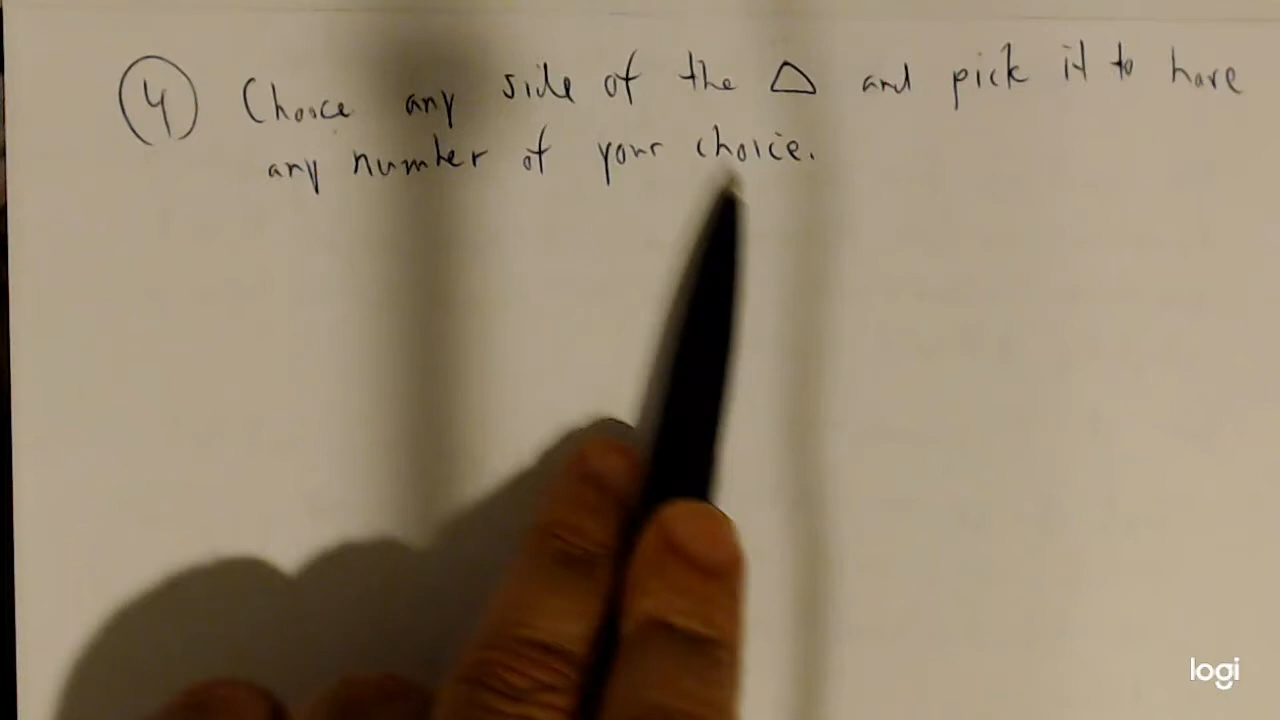 ④ Choose any side of the △ and pick it to have
any number of your choice.
logi